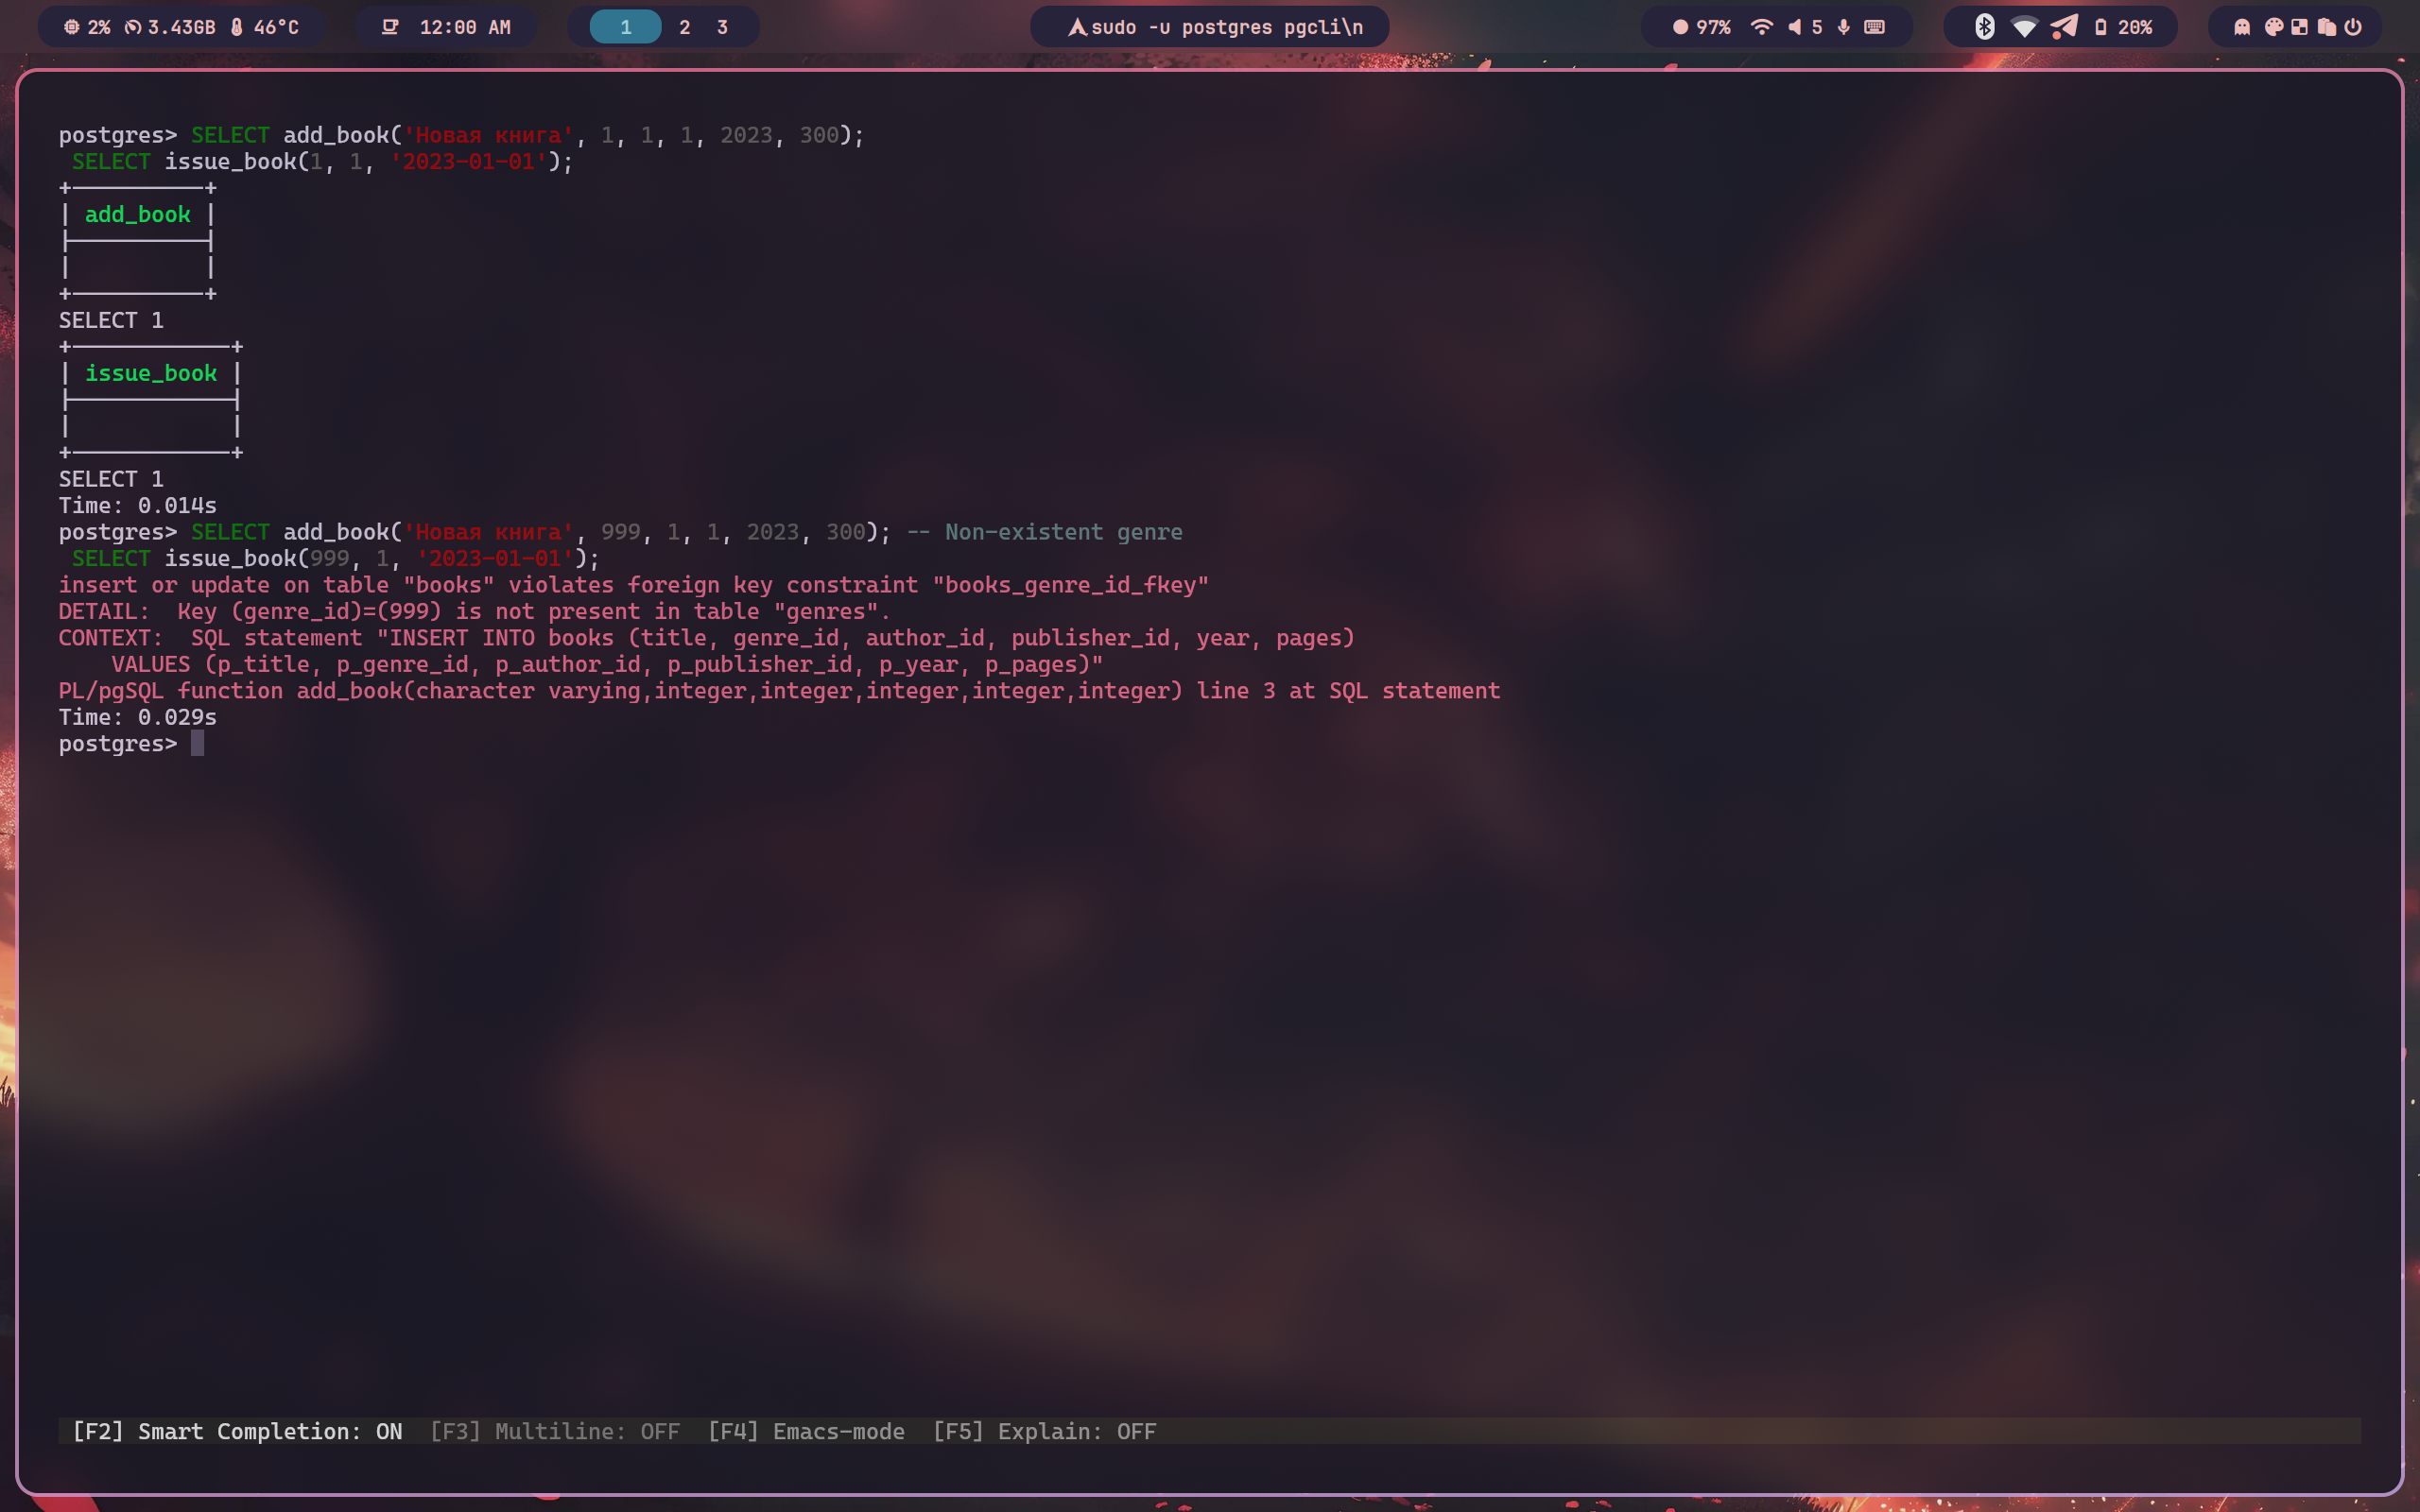 2% 3.43GB 46°C 12:00 AM 1 2 3 sudo -u postgres pgcli\n 97% 5 20%
postgres> SELECT add_book('Новая книга', 1, 1, 1, 2023, 300);
SELECT issue_book(1, 1, '2023-01-01');
+----------+
| add_book |
|----------|
| |
+----------+
SELECT 1
+------------+
| issue_book |
|------------|
| |
+------------+
SELECT 1
Time: 0.014s
postgres> SELECT add_book('Новая книга', 999, 1, 1, 2023, 300); -- Non-existent genre
SELECT issue_book(999, 1, '2023-01-01');
insert or update on table "books" violates foreign key constraint "books_genre_id_fkey"
DETAIL:  Key (genre_id)=(999) is not present in table "genres".
CONTEXT:  SQL statement "INSERT INTO books (title, genre_id, author_id, publisher_id, year, pages)
VALUES (p_title, p_genre_id, p_author_id, p_publisher_id, p_year, p_pages)"
PL/pgSQL function add_book(character varying,integer,integer,integer,integer,integer) line 3 at SQL statement
Time: 0.029s
postgres>
[F2] Smart Completion: ON  [F3] Multiline: OFF  [F4] Emacs-mode  [F5] Explain: OFF